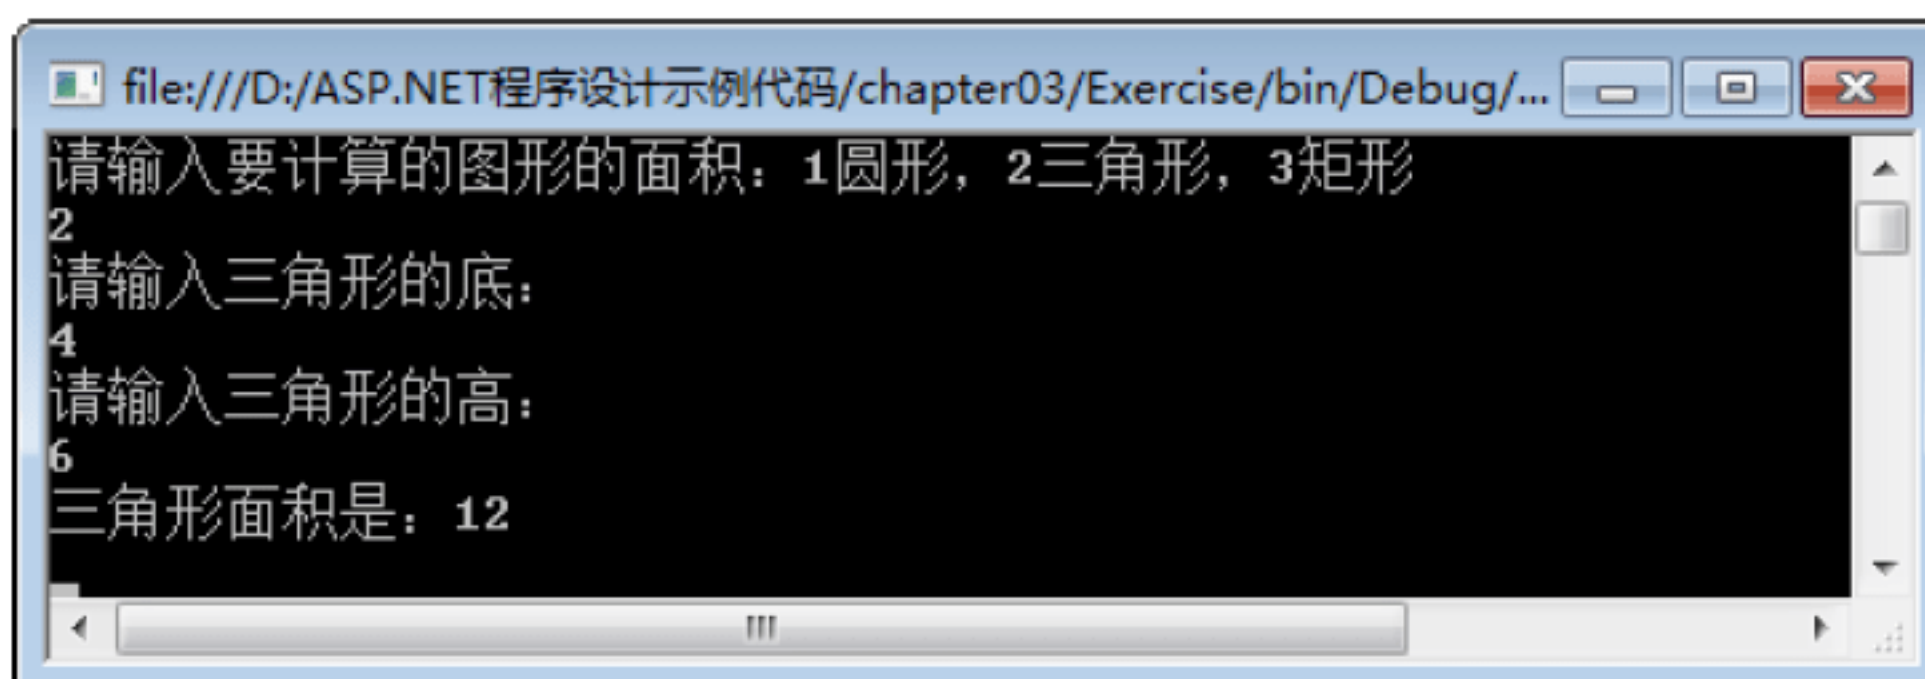 file:///D:/ASP.NET程序设计示例代码/chapter03/Exercise/bin/Debug/...
请输入要计算的图形的面积：1圆形，2三角形，3矩形
2
请输入三角形的底：
4
请输入三角形的高：
6
三角形面积是：12